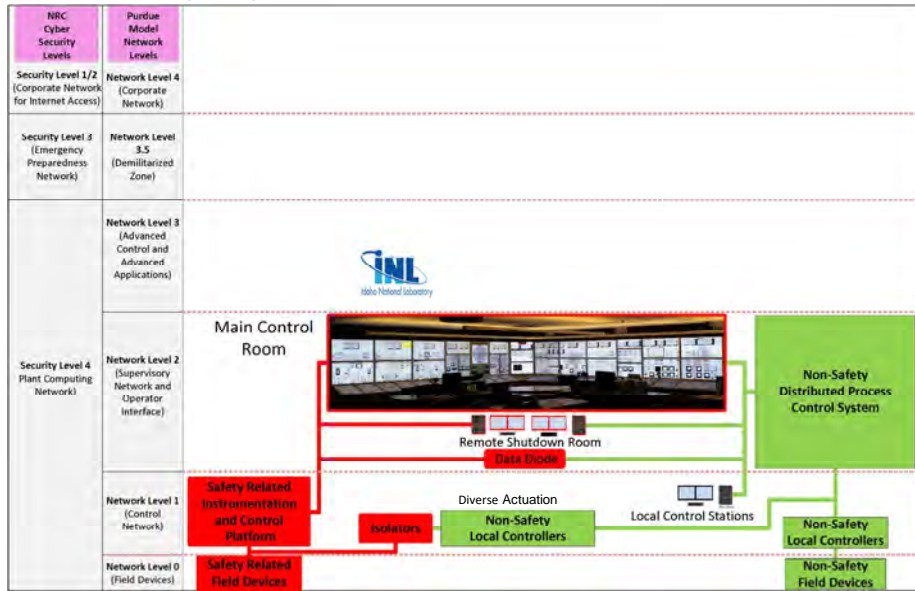 NRC
Cyber
Security
Levels
Purdue
Model
Network
Levels
Security Level 1/2
(Corporate Network
for Internet Access)
Network Level 4
(Corporate
Network)
Security Level 3
(Emergency
Preparedness
Network)
Network Level
3.5
(Demilitarized
Zone)
Network Level 3
(Advanced
Control and
Advanced
Applications)
INL
Idaho National Laboratory
Security Level 4
Plant Computing
Network)
Network Level 2
(Supervisory
Network and
Operator
Interface)
Main Control
Room
Non-Safety
Distributed Process
Control System
Remote Shutdown Room
Data Diode
Network Level 1
(Control
Network)
Safety Related
Instrumentation
and Control
Platform
Isolators
Diverse Actuation
Non-Safety
Local Controllers
Local Control Stations
Non-Safety
Local Controllers
Network Level 0
(Field Devices)
Safety Related
Field Devices
Non-Safety
Field Devices